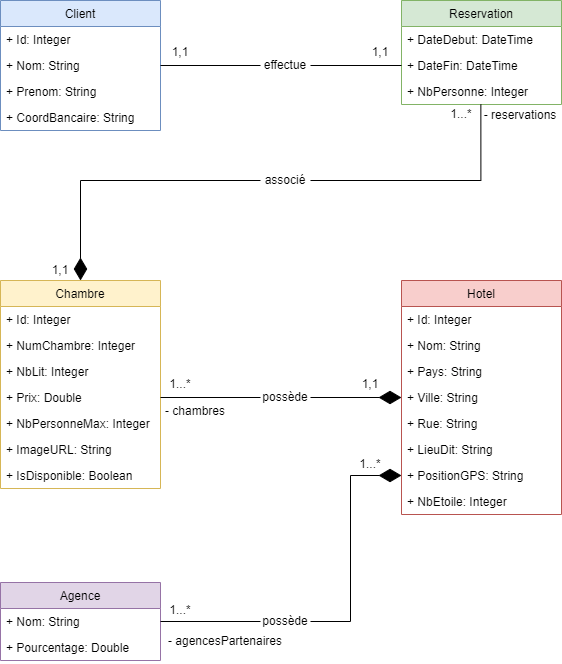 Client
+ Id: Integer
+ Nom: String
+ Prenom: String
+ CoordBancaire: String
1,1
effectue
1,1
Reservation
+ DateDebut: DateTime
+ DateFin: DateTime
+ NbPersonne: Integer
1...*
- reservations
associé
1,1
Chambre
+ Id: Integer
+ NumChambre: Integer
+ NbLit: Integer
+ Prix: Double
+ NbPersonneMax: Integer
+ ImageURL: String
+ IsDisponible: Boolean
1...*
- chambres
possède
1,1
Hotel
+ Id: Integer
+ Nom: String
+ Pays: String
+ Ville: String
+ Rue: String
+ LieuDit: String
+ PositionGPS: String
+ NbEtoile: Integer
1...*
Agence
+ Nom: String
+ Pourcentage: Double
1...*
possède
- agencesPartenaires